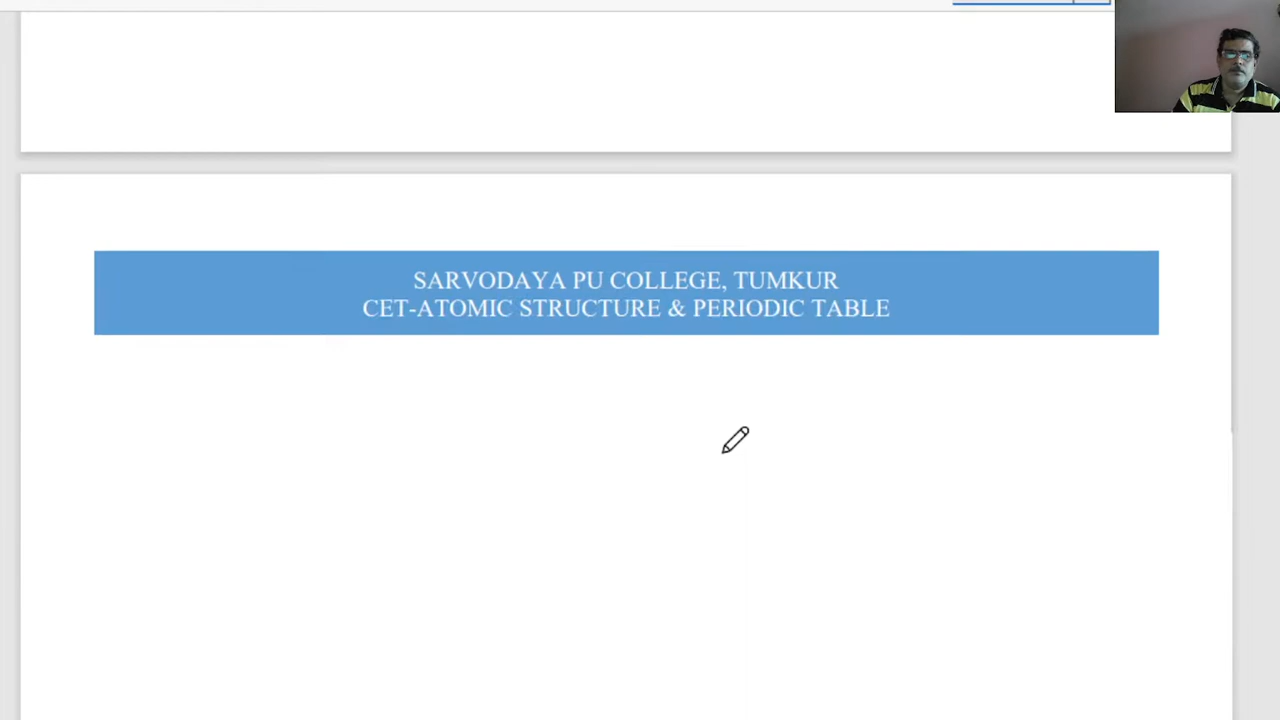 SARVODAYA PU COLLEGE, TUMKUR
CET-ATOMIC STRUCTURE & PERIODIC TABLE